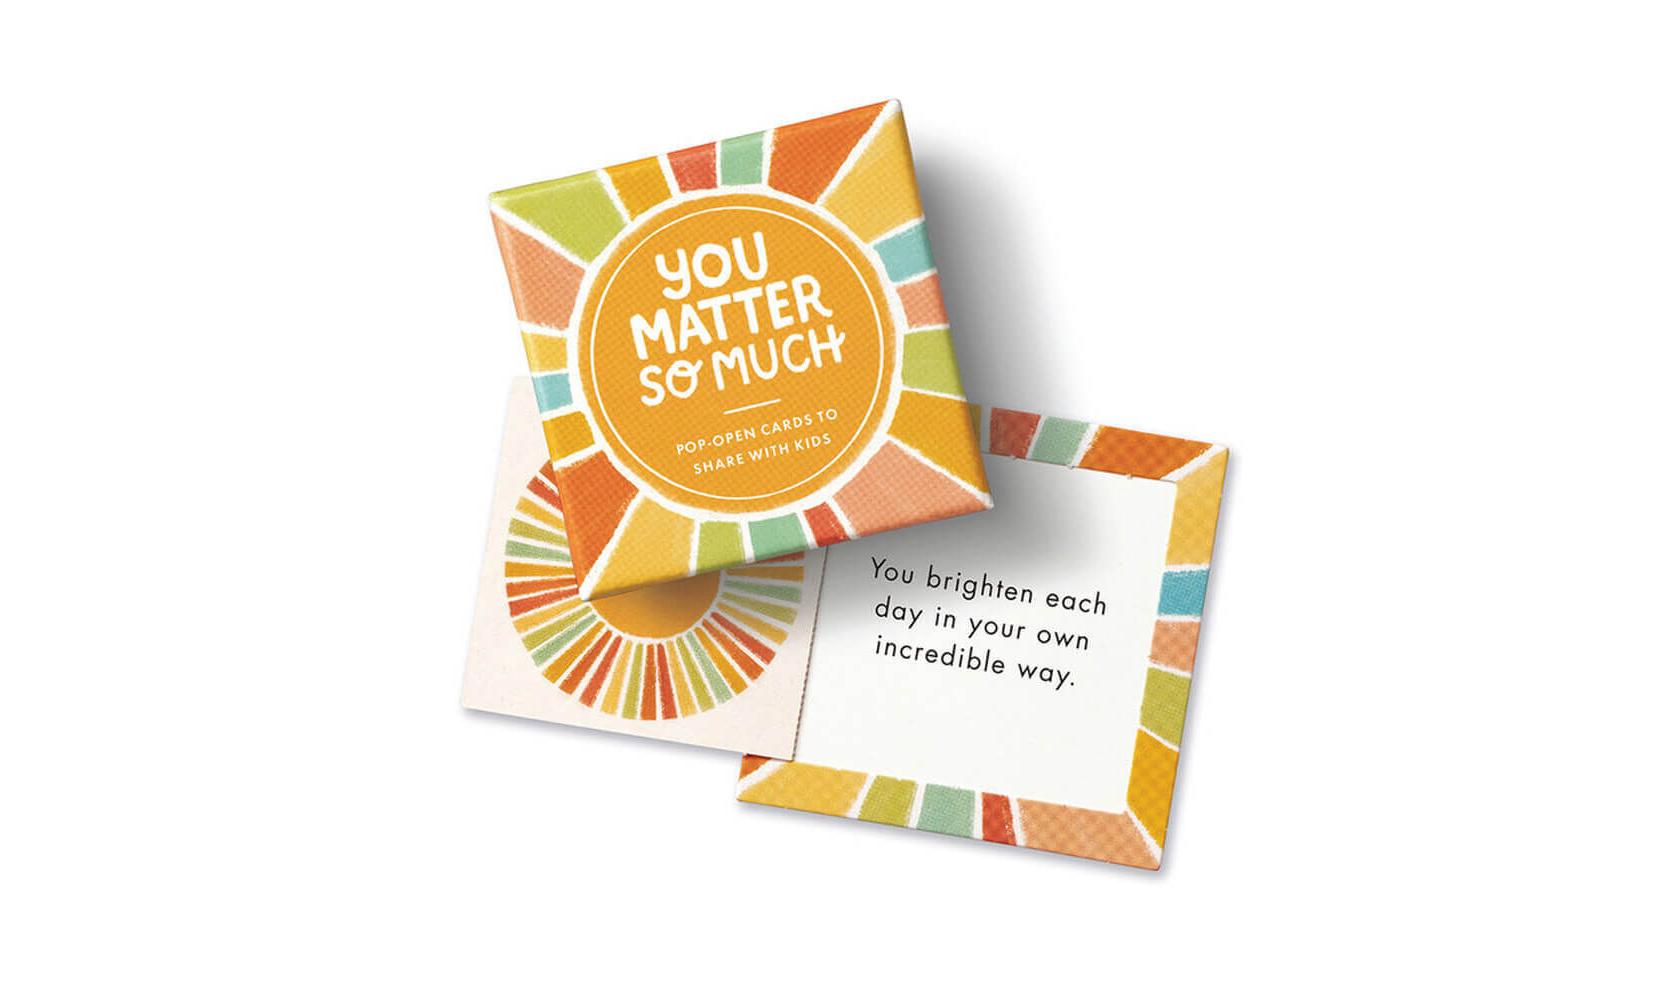 YOU
MATTER
SO MUCH
POP-OPEN CARDS TO
SHARE WITH KIDS
You brighten each
day in your own
incredible way.